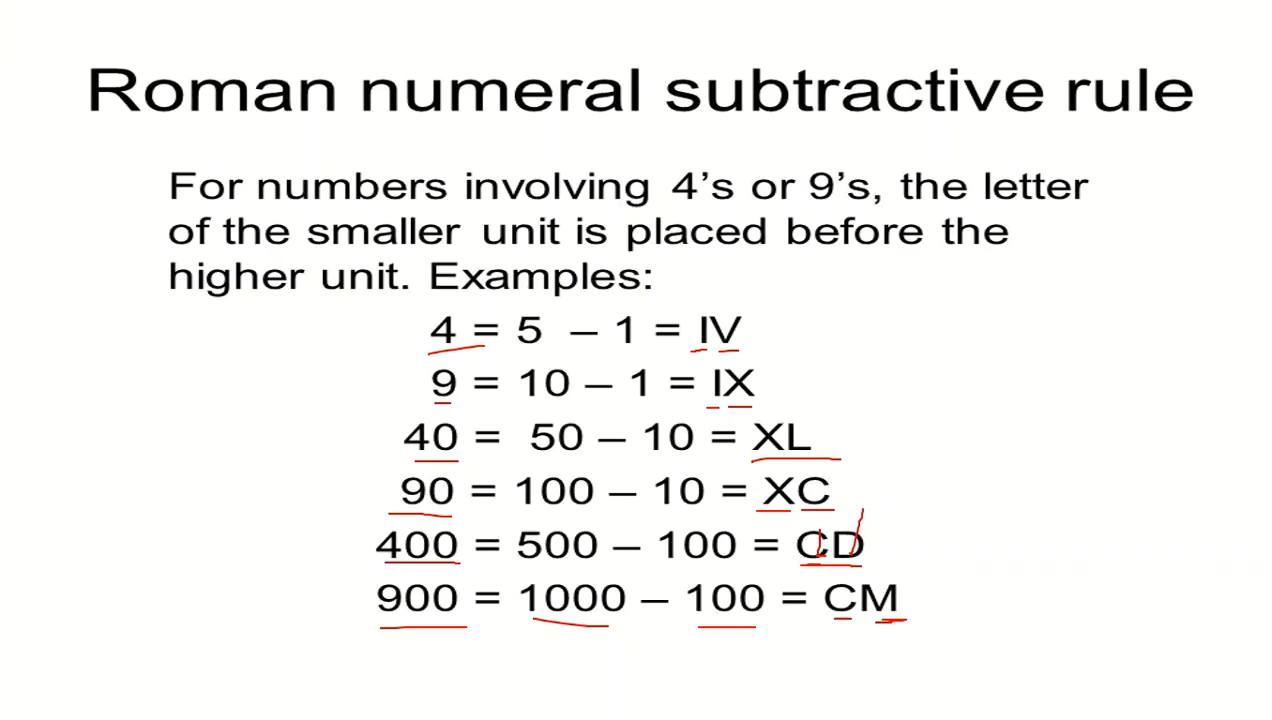 Roman numeral subtractive rule
For numbers involving 4’s or 9’s, the letter
of the smaller unit is placed before the
higher unit. Examples:
4 = 5 – 1 = IV
9 = 10 – 1 = IX
40 = 50 – 10 = XL
90 = 100 – 10 = XC
400 = 500 – 100 = CD
900 = 1000 – 100 = CM